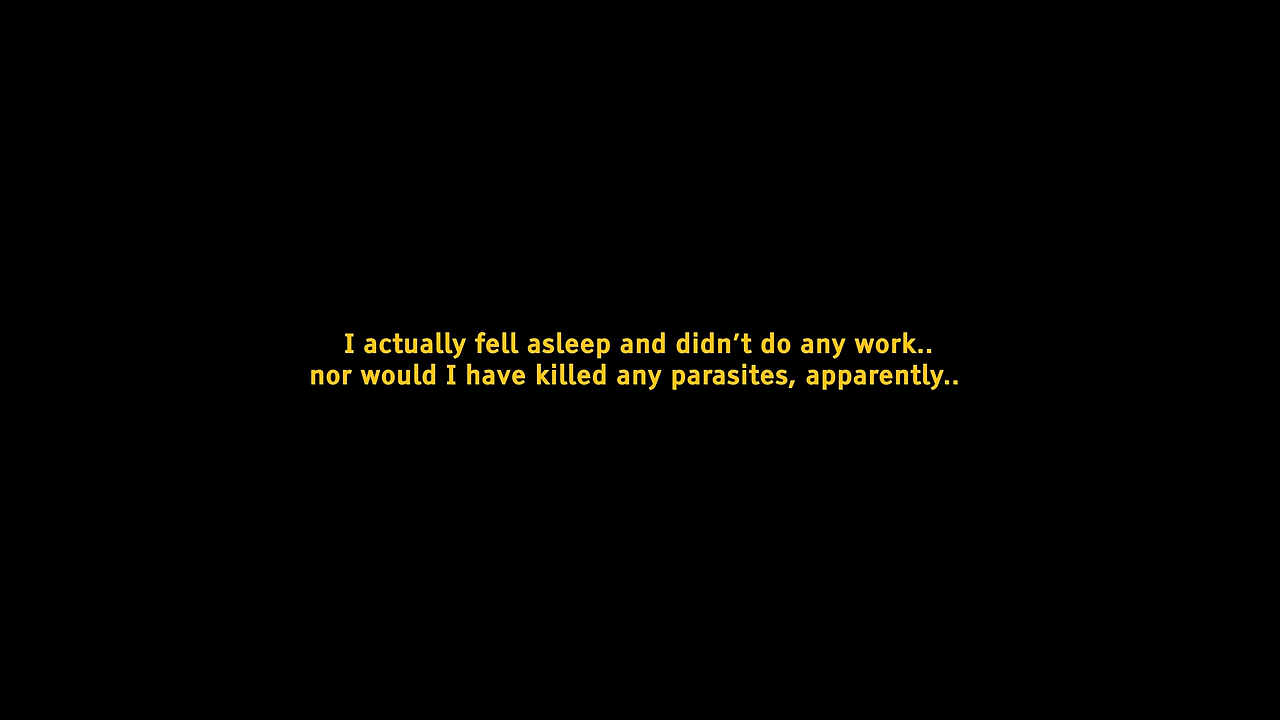 I actually fell asleep and didn’t do any work..
nor would I have killed any parasites, apparently..